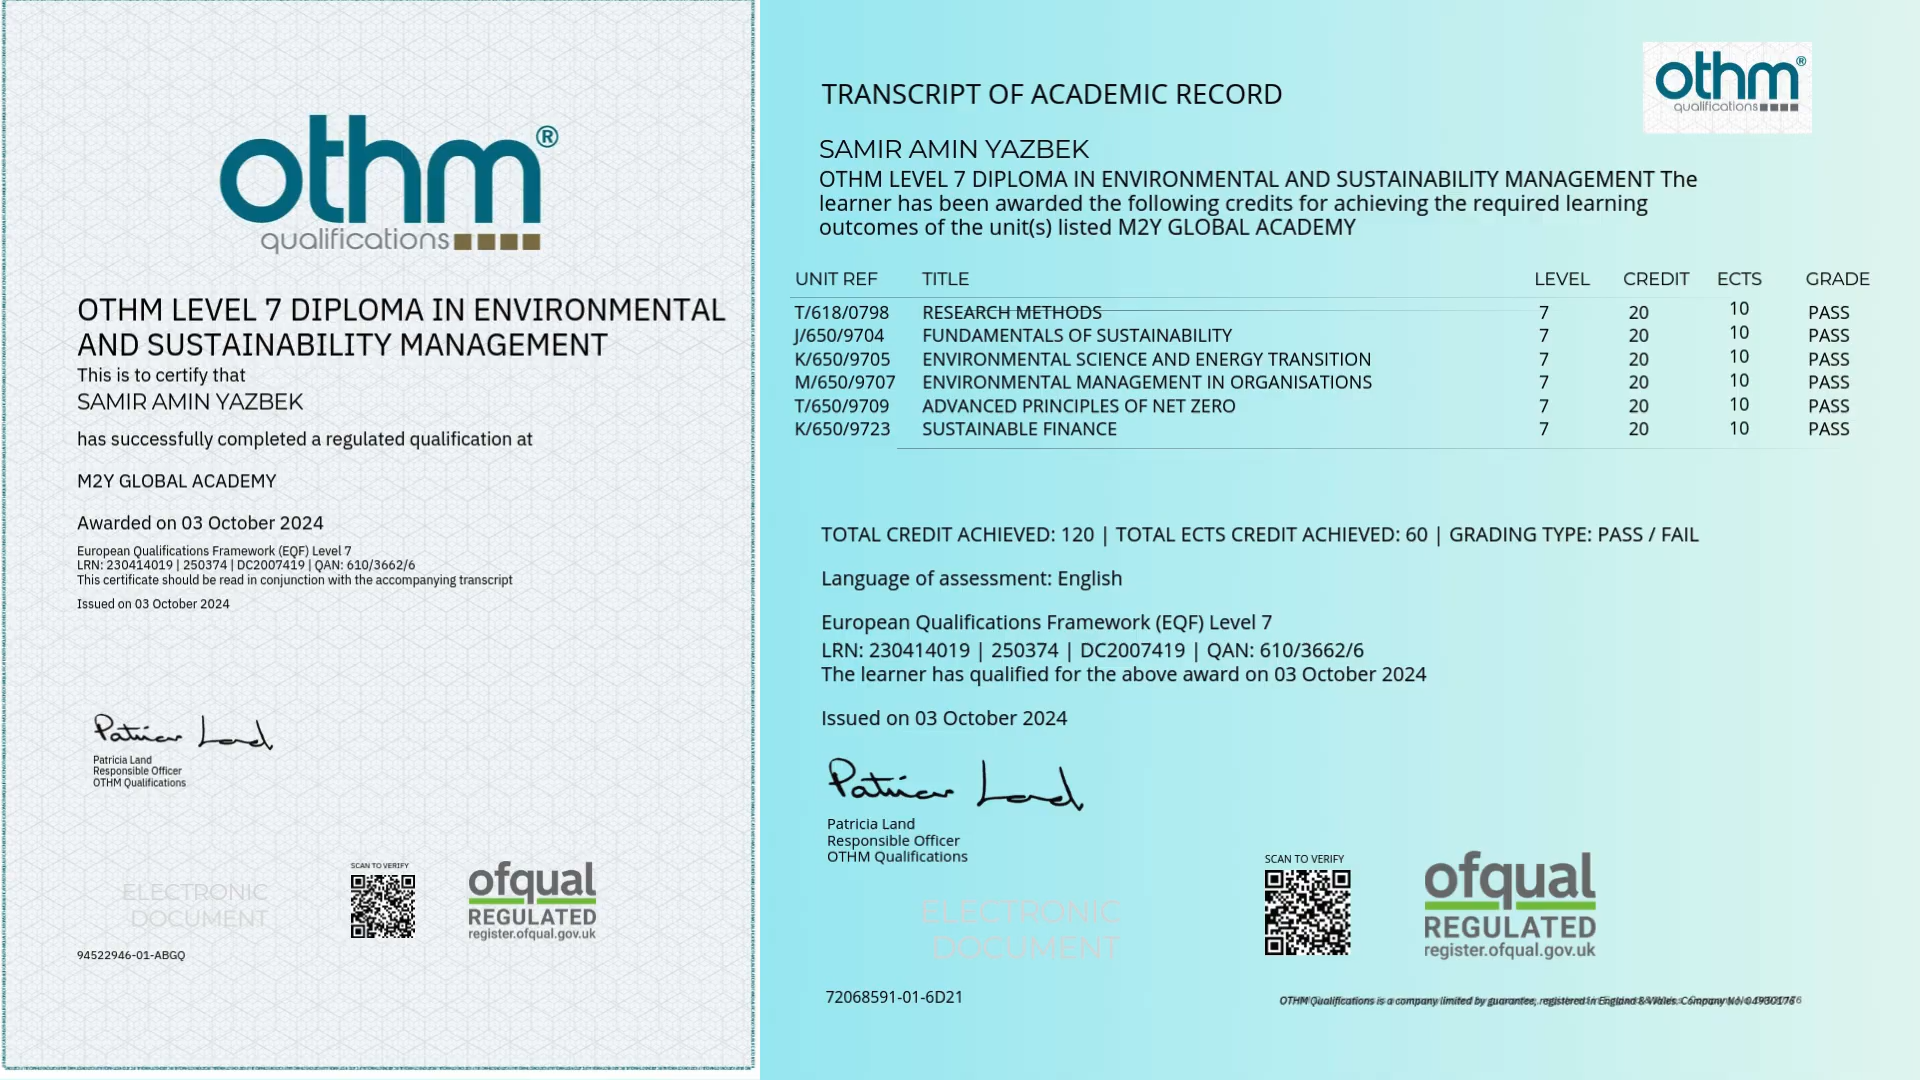 othm®
qualifications
OTHM LEVEL 7 DIPLOMA IN ENVIRONMENTAL
AND SUSTAINABILITY MANAGEMENT
This is to certify that
SAMIR AMIN YAZBEK
has successfully completed a regulated qualification at
M2Y GLOBAL ACADEMY
Awarded on 03 October 2024
European Qualifications Framework (EQF) Level 7
LRN: 230414019 | 250374 | DC2007419 | QAN: 610/3662/6
This certificate should be read in conjunction with the accompanying transcript
Issued on 03 October 2024
Patricia Land
Patricia Land
Responsible Officer
OTHM Qualifications
ELECTRONIC
DOCUMENT
SCAN TO VERIFY
ofqual
REGULATED
register.ofqual.gov.uk
94522946-01-ABGQ
othm®
qualifications
TRANSCRIPT OF ACADEMIC RECORD
SAMIR AMIN YAZBEK
OTHM LEVEL 7 DIPLOMA IN ENVIRONMENTAL AND SUSTAINABILITY MANAGEMENT The
learner has been awarded the following credits for achieving the required learning
outcomes of the unit(s) listed M2Y GLOBAL ACADEMY
UNIT REF TITLE LEVEL CREDIT ECTS GRADE
T/618/0798 RESEARCH METHODS 7 20 10 PASS
J/650/9704 FUNDAMENTALS OF SUSTAINABILITY 7 20 10 PASS
K/650/9705 ENVIRONMENTAL SCIENCE AND ENERGY TRANSITION 7 20 10 PASS
M/650/9707 ENVIRONMENTAL MANAGEMENT IN ORGANISATIONS 7 20 10 PASS
T/650/9709 ADVANCED PRINCIPLES OF NET ZERO 7 20 10 PASS
K/650/9723 SUSTAINABLE FINANCE 7 20 10 PASS
TOTAL CREDIT ACHIEVED: 120 | TOTAL ECTS CREDIT ACHIEVED: 60 | GRADING TYPE: PASS / FAIL
Language of assessment: English
European Qualifications Framework (EQF) Level 7
LRN: 230414019 | 250374 | DC2007419 | QAN: 610/3662/6
The learner has qualified for the above award on 03 October 2024
Issued on 03 October 2024
Patricia Land
Patricia Land
Responsible Officer
OTHM Qualifications
ELECTRONIC
DOCUMENT
SCAN TO VERIFY
ofqual
REGULATED
register.ofqual.gov.uk
72068591-01-6D21
OTHM Qualifications is a company limited by guarantee, registered in England & Wales. Company No. 04930176